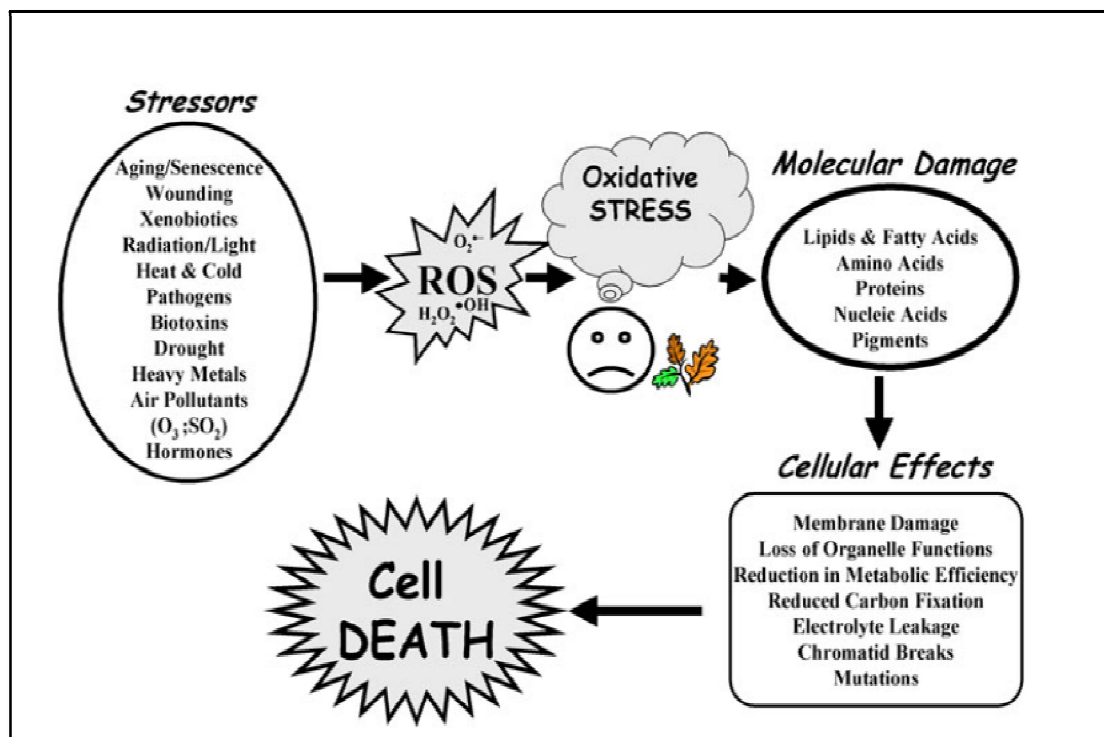 Stressors
Aging/Senescence
Wounding
Xenobiotics
Radiation/Light
Heat & Cold
Pathogens
Biotoxins
Drought
Heavy Metals
Air Pollutants
(O₃ ;SO₂)
Hormones
O₂•−
ROS
H₂O₂ •OH
Oxidative
STRESS
Molecular Damage
Lipids & Fatty Acids
Amino Acids
Proteins
Nucleic Acids
Pigments
Cellular Effects
Membrane Damage
Loss of Organelle Functions
Reduction in Metabolic Efficiency
Reduced Carbon Fixation
Electrolyte Leakage
Chromatid Breaks
Mutations
Cell
DEATH